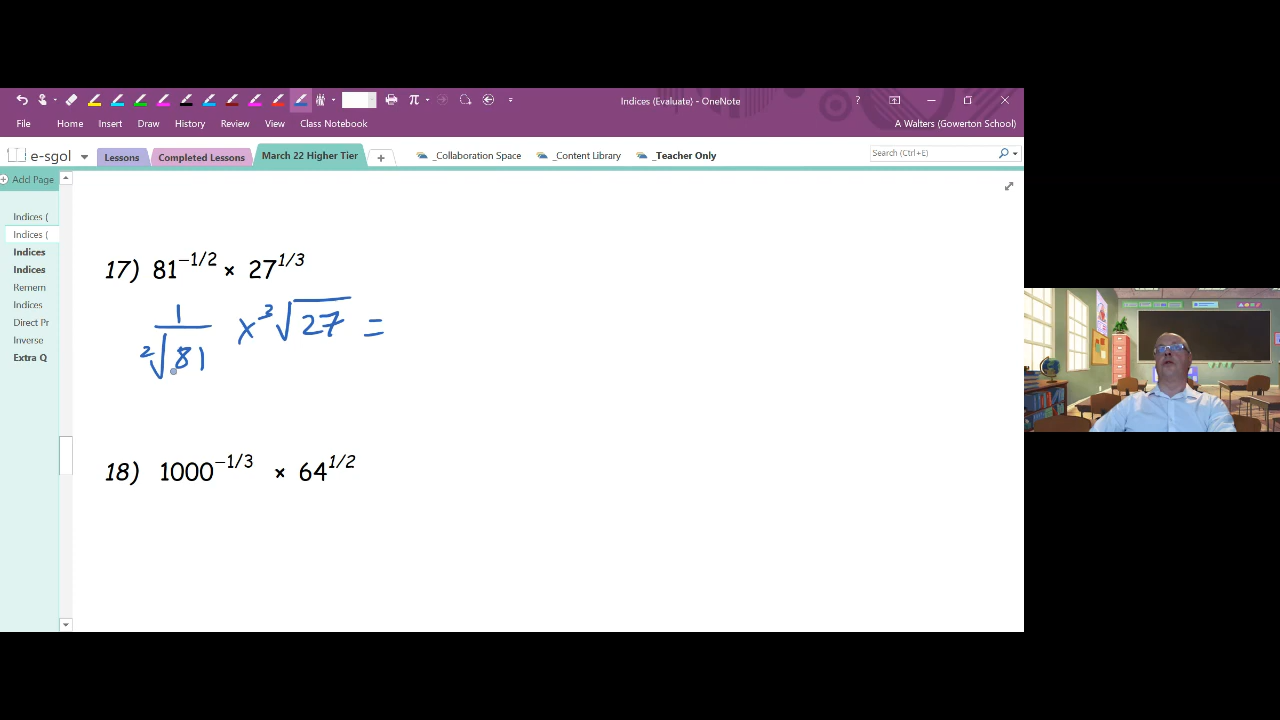 Indices (Evaluate) - OneNote
File Home Insert Draw History Review View Class Notebook
A Walters (Gowerton School)
e-sgol Lessons Completed Lessons March 22 Higher Tier _Collaboration Space _Content Library _Teacher Only
Search (Ctrl+E)
Add Page
Indices (
Indices (
Indices
Indices
Remem
Indices
Direct Pr
Inverse
Extra Q
17) 81^{-1/2} × 27^{1/3}
1/²√81 × ³√27 =
18) 1000^{-1/3} × 64^{1/2}